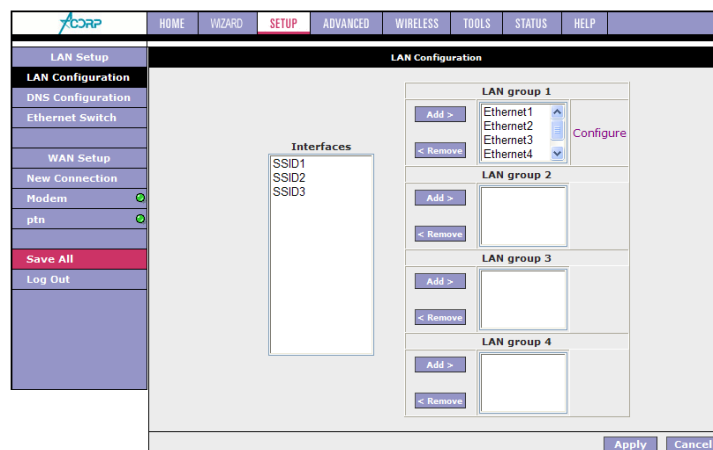 ACORP
HOME WIZARD SETUP ADVANCED WIRELESS TOOLS STATUS HELP
LAN Setup
LAN Configuration
DNS Configuration
Ethernet Switch
WAN Setup
New Connection
Modem
ptn
Save All
Log Out
LAN Configuration
Interfaces
SSID1
SSID2
SSID3
LAN group 1
Add >
< Remove
Ethernet1
Ethernet2
Ethernet3
Ethernet4
Configure
LAN group 2
Add >
< Remove
LAN group 3
Add >
< Remove
LAN group 4
Add >
< Remove
Apply Cancel